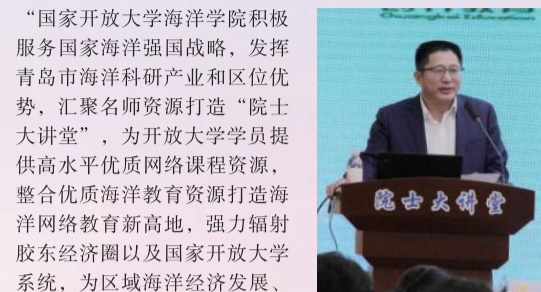 “国家开放大学海洋学院积极
服务国家海洋强国战略，发挥
青岛市海洋科研产业和区位优
势，汇聚名师资源打造“院士
大讲堂”，为开放大学学员提
供高水平优质网络课程资源，
整合优质海洋教育资源打造海
洋网络教育新高地，强力辐射
胶东经济圈以及国家开放大学
系统，为区域海洋经济发展、
院士大讲堂